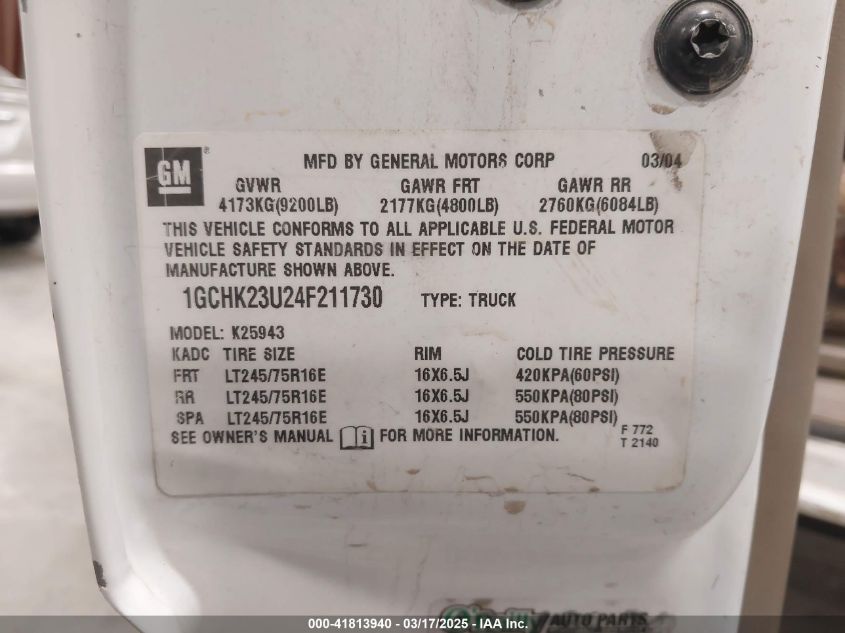 GM ® MFD BY GENERAL MOTORS CORP 03/04
GVWR GAWR FRT GAWR RR
4173KG(9200LB) 2177KG(4800LB) 2760KG(6084LB)
THIS VEHICLE CONFORMS TO ALL APPLICABLE U.S. FEDERAL MOTOR
VEHICLE SAFETY STANDARDS IN EFFECT ON THE DATE OF
MANUFACTURE SHOWN ABOVE.
1GCHK23U24F211730 TYPE: TRUCK
MODEL: K25943
KADC TIRE SIZE RIM COLD TIRE PRESSURE
FRT LT245/75R16E 16X6.5J 420KPA(60PSI)
RR LT245/75R16E 16X6.5J 550KPA(80PSI)
SPA LT245/75R16E 16X6.5J 550KPA(80PSI)
SEE OWNER'S MANUAL FOR MORE INFORMATION.
F 772
T 2140
AUTO PARTS
000-41813940 - 03/17/2025 - IAA Inc.